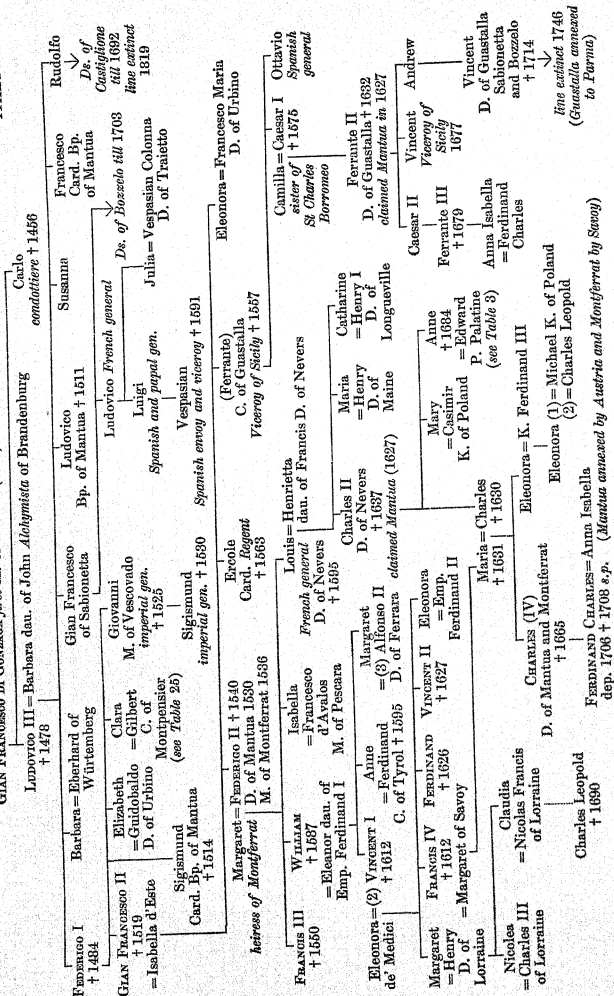 LUDOVICO III = Barbara dau. of John Alchymista of Brandenburg
† 1478
Carlo
condottiere † 1456
FEDERIGO I
† 1484
Barbara = Eberhard of
Würtemberg
Gian Francesco
of Sabionetta
Ludovico
Bp. of Mantua † 1511
Susanna
Francesco
Card. Bp.
of Mantua
Rudolfo
Ds. of
Castiglione
till 1692
line extinct
1819
GIAN FRANCESCO II
† 1519
= Isabella d'Este
Elizabeth
= Guidobaldo
D. of Urbino
Clara
= Gilbert
C. of
Montpensier
(see Table 25)
Giovanni
M. of Vescovado
imperial gen.
† 1525
Ludovico French general
Ds. of Bozzelo till 1703
Sigismund
Card. Bp. of Mantua
† 1514
Sigismund
imperial gen. † 1530
Luigi
Spanish and papal gen.
Julia = Vespasian Colonna
D. of Traietto
Vespasian
Spanish envoy and viceroy † 1591
Margaret = FEDERIGO II † 1540
heiress of Montferrat
D. of Mantua 1530
M. of Montferrat 1536
Ercole
Card. Regent
† 1563
(Ferrante)
C. of Guastalla
Viceroy of Sicily † 1557
Eleonora = Francesco Maria
D. of Urbino
FRANCIS III
† 1550
WILLIAM
† 1587
= Eleanor dau. of
Emp. Ferdinand I
Isabella
= Francesco
d'Avalos
M. of Pescara
Louis = Henrietta
French general
D. of Nevers
† 1595
dau. of Francis D. of Nevers
Camilla = Caesar I
sister of
St Charles
Borromeo
† 1575
Ottavio
Spanish
general
Eleonora = (2) VINCENT I
de' Medici
† 1612
Anne
= Ferdinand
C. of Tyrol † 1595
Margaret
= (3) Alfonso II
D. of Ferrara
Charles II
D. of Nevers
† 1637
claimed Mantua (1627)
Maria
= Henry
D. of
Maine
Catharine
= Henry I
D. of
Longueville
Ferrante II
D. of Guastalla † 1632
claimed Mantua in 1627
Margaret
= Henry
D. of
Lorraine
FRANCIS IV
† 1612
= Margaret of Savoy
FERDINAND
† 1626
VINCENT II
† 1627
Eleonora
= Emp.
Ferdinand II
Maria = Charles
† 1631
† 1630
Mary
= Casimir
K. of Poland
Anne
† 1684
= Edward
P. Palatine
(see Table 3)
Caesar II
Vincent
Viceroy of
Sicily
1677
Andrew
Ferrante III
† 1679
Vincent
D. of Guastalla
Sabionetta
and Bozzelo
† 1714
Nicolea
= Charles III
of Lorraine
Claudia
= Nicolas Francis
of Lorraine
CHARLES (IV)
D. of Mantua and Montferrat
† 1665
Eleonora = K. Ferdinand III
Anna Isabella
= Ferdinand
Charles
line extinct 1746
(Guastalla annexed
to Parma)
Charles Leopold
† 1690
Eleonora (1) = Michael K. of Poland
(2) = Charles Leopold
FERDINAND CHARLES = Anna Isabella
dep. 1706 † 1708 s.p. (Mantua annexed by Austria and Montferrat by Savoy)